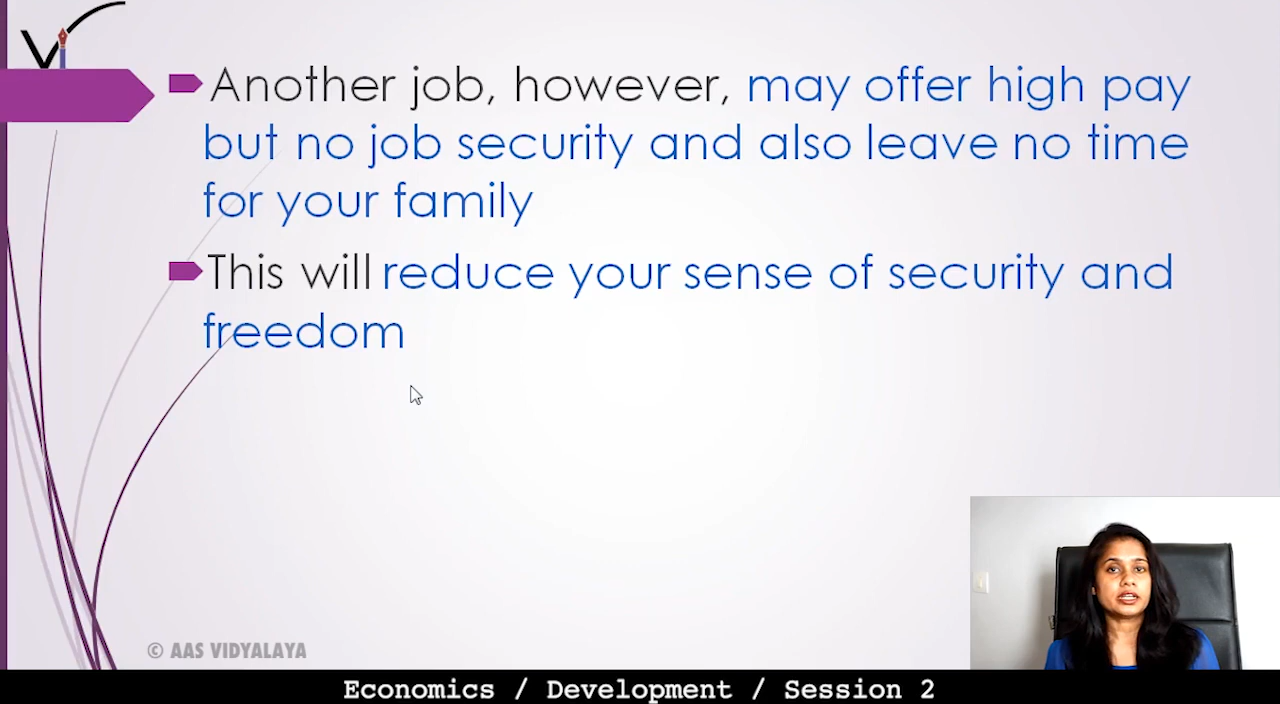 Vi
Another job, however, may offer high pay
but no job security and also leave no time
for your family
This will reduce your sense of security and
freedom
© AAS VIDYALAYA
Economics / Development / Session 2